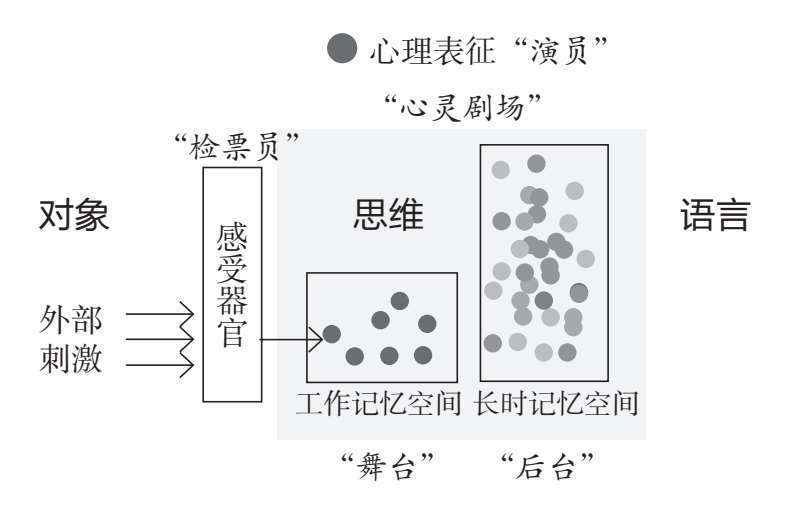 心理表征“演员”
“心灵剧场”
“检票员”
对象
思维
语言
感受器官
外部
刺激
工作记忆空间
长时记忆空间
“舞台”
“后台”